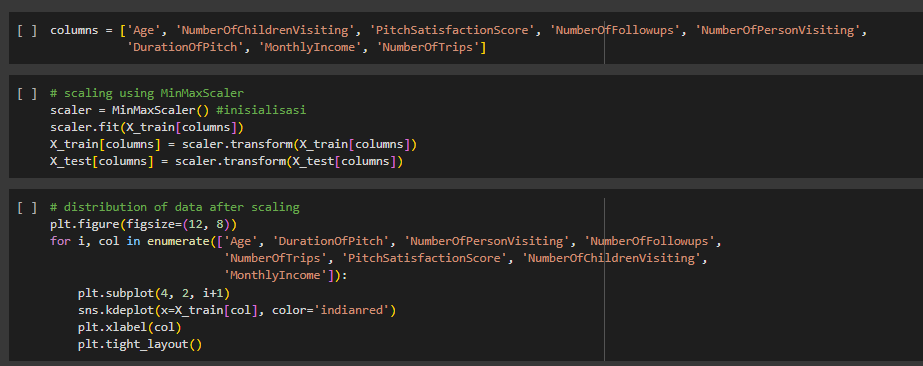 [ ] columns = ['Age', 'NumberOfChildrenVisiting', 'PitchSatisfactionScore', 'NumberOfFollowups', 'NumberOfPersonVisiting',
'DurationOfPitch', 'MonthlyIncome', 'NumberOfTrips']
[ ] # scaling using MinMaxScaler
scaler = MinMaxScaler() #inisialisasi
scaler.fit(X_train[columns])
X_train[columns] = scaler.transform(X_train[columns])
X_test[columns] = scaler.transform(X_test[columns])
[ ] # distribution of data after scaling
plt.figure(figsize=(12, 8))
for i, col in enumerate(['Age', 'DurationOfPitch', 'NumberOfPersonVisiting', 'NumberOfFollowups',
'NumberOfTrips', 'PitchSatisfactionScore', 'NumberOfChildrenVisiting',
'MonthlyIncome']):
plt.subplot(4, 2, i+1)
sns.kdeplot(x=X_train[col], color='indianred')
plt.xlabel(col)
plt.tight_layout()